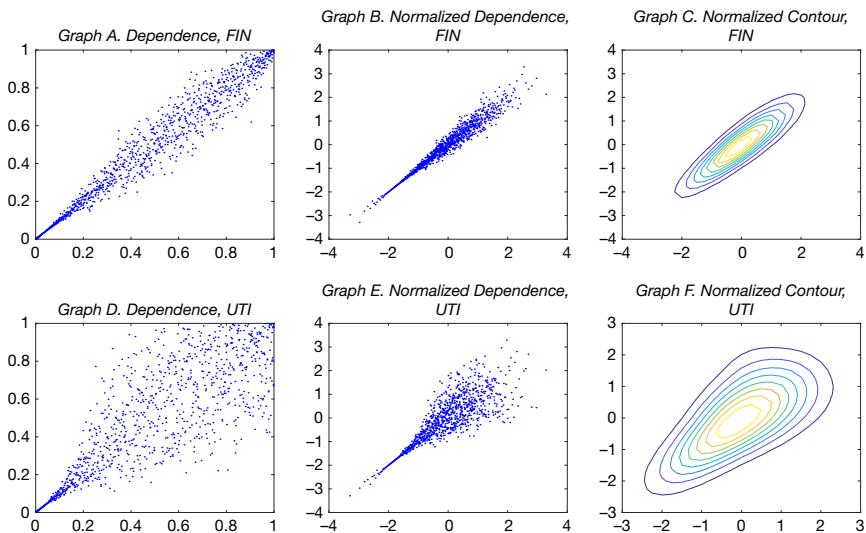 Graph A. Dependence, FIN
1
0.8
0.6
0.4
0.2
0
0 0.2 0.4 0.6 0.8 1
Graph B. Normalized Dependence,
FIN
4
3
2
1
0
−1
−2
−3
−4
−4 −2 0 2 4
Graph C. Normalized Contour,
FIN
4
3
2
1
0
−1
−2
−3
−4
−4 −2 0 2 4
Graph D. Dependence, UTI
1
0.8
0.6
0.4
0.2
0
0 0.2 0.4 0.6 0.8 1
Graph E. Normalized Dependence,
UTI
4
3
2
1
0
−1
−2
−3
−4
−4 −2 0 2 4
Graph F. Normalized Contour,
UTI
3
2
1
0
−1
−2
−3
−3 −2 −1 0 1 2 3